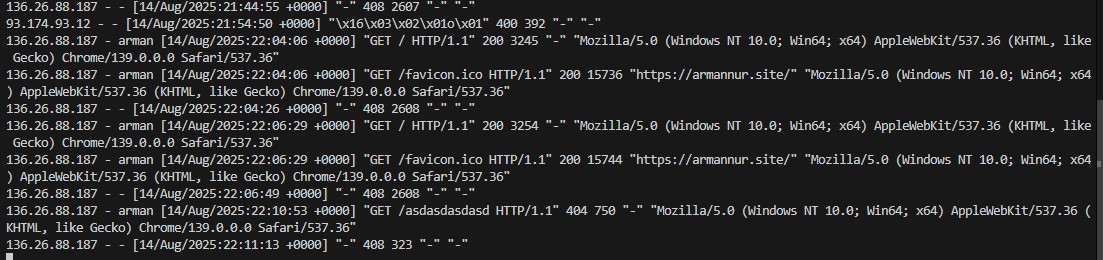 136.26.88.187 - - [14/Aug/2025:21:44:55 +0000] "-" 408 2607 "-" "-"
93.174.93.12 - - [14/Aug/2025:21:54:50 +0000] "\x16\x03\x02\x01o\x01" 400 392 "-" "-"
136.26.88.187 - arman [14/Aug/2025:22:04:06 +0000] "GET / HTTP/1.1" 200 3245 "-" "Mozilla/5.0 (Windows NT 10.0; Win64; x64) AppleWebKit/537.36 (KHTML, like
 Gecko) Chrome/139.0.0.0 Safari/537.36"
136.26.88.187 - arman [14/Aug/2025:22:04:06 +0000] "GET /favicon.ico HTTP/1.1" 200 15736 "https://armannur.site/" "Mozilla/5.0 (Windows NT 10.0; Win64; x64
) AppleWebKit/537.36 (KHTML, like Gecko) Chrome/139.0.0.0 Safari/537.36"
136.26.88.187 - - [14/Aug/2025:22:04:26 +0000] "-" 408 2608 "-" "-"
136.26.88.187 - arman [14/Aug/2025:22:06:29 +0000] "GET / HTTP/1.1" 200 3254 "-" "Mozilla/5.0 (Windows NT 10.0; Win64; x64) AppleWebKit/537.36 (KHTML, like
 Gecko) Chrome/139.0.0.0 Safari/537.36"
136.26.88.187 - arman [14/Aug/2025:22:06:29 +0000] "GET /favicon.ico HTTP/1.1" 200 15744 "https://armannur.site/" "Mozilla/5.0 (Windows NT 10.0; Win64; x64
) AppleWebKit/537.36 (KHTML, like Gecko) Chrome/139.0.0.0 Safari/537.36"
136.26.88.187 - - [14/Aug/2025:22:06:49 +0000] "-" 408 2608 "-" "-"
136.26.88.187 - arman [14/Aug/2025:22:10:53 +0000] "GET /asdasdasdasd HTTP/1.1" 404 750 "-" "Mozilla/5.0 (Windows NT 10.0; Win64; x64) AppleWebKit/537.36 (
KHTML, like Gecko) Chrome/139.0.0.0 Safari/537.36"
136.26.88.187 - - [14/Aug/2025:22:11:13 +0000] "-" 408 323 "-" "-"